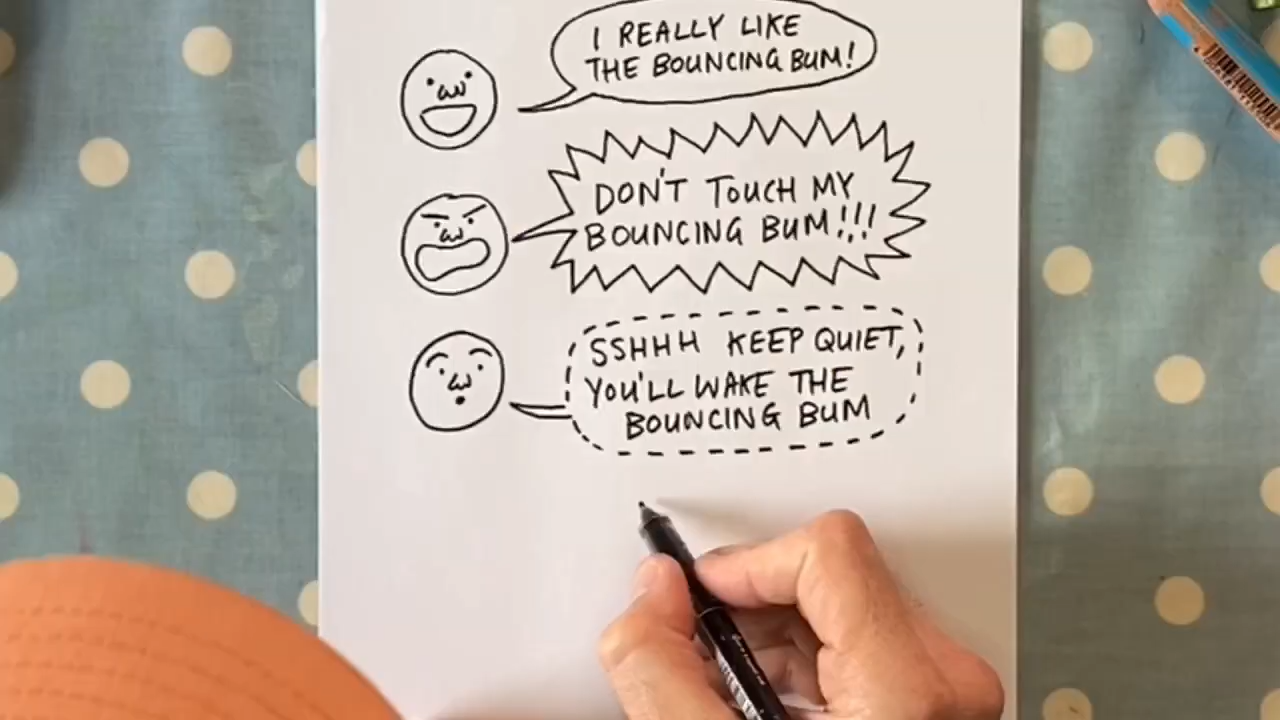 I REALLY LIKE
THE BOUNCING BUM!
DON'T TOUCH MY
BOUNCING BUM!!!
SSHHH KEEP QUIET,
YOU'LL WAKE THE
BOUNCING BUM